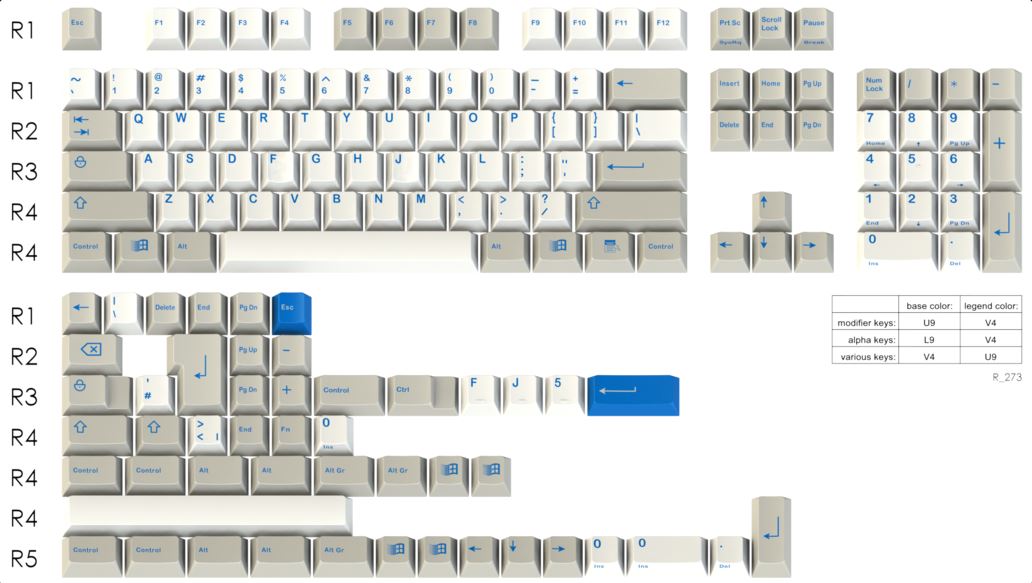 R1 Esc F1 F2 F3 F4 F5 F6 F7 F8 F9 F10 F11 F12 Prt Sc Scroll Lock Pause
SysRq Break
R1 ~ ` ! 1 @ 2 # 3 $ 4 % 5 ^ 6 & 7 * 8 ( 9 ) 0 _ - + = ← Insert Home Pg Up Num Lock / * -
R2 Q W E R T Y U I O P { [ } ] | \ Delete End Pg Dn 7 8 9 +
Home ↑ Pg Up
R3 A S D F G H J K L : ; " ' 4 5 6
← →
R4 ⇧ Z X C V B N M < , > . ? / ⇧ ↑ 1 2 3
End ↓ Pg Dn
R4 Control Alt Alt Control ← ↓ → 0 .
Ins Del
R1 ← | \ Delete End Pg Dn Esc
R2 Pg Up -
R3 ' # Pg Dn + Control Ctrl F J 5
R4 ⇧ ⇧ > < | End Fn 0
Ins
R4 Control Control Alt Alt Alt Gr Alt Gr
R4
R5 Control Control Alt Alt Alt Gr ← ↓ → 0 0 .
Ins Ins Del
base color: legend color:
modifier keys: U9 V4
alpha keys: L9 V4
various keys: V4 U9
R_273